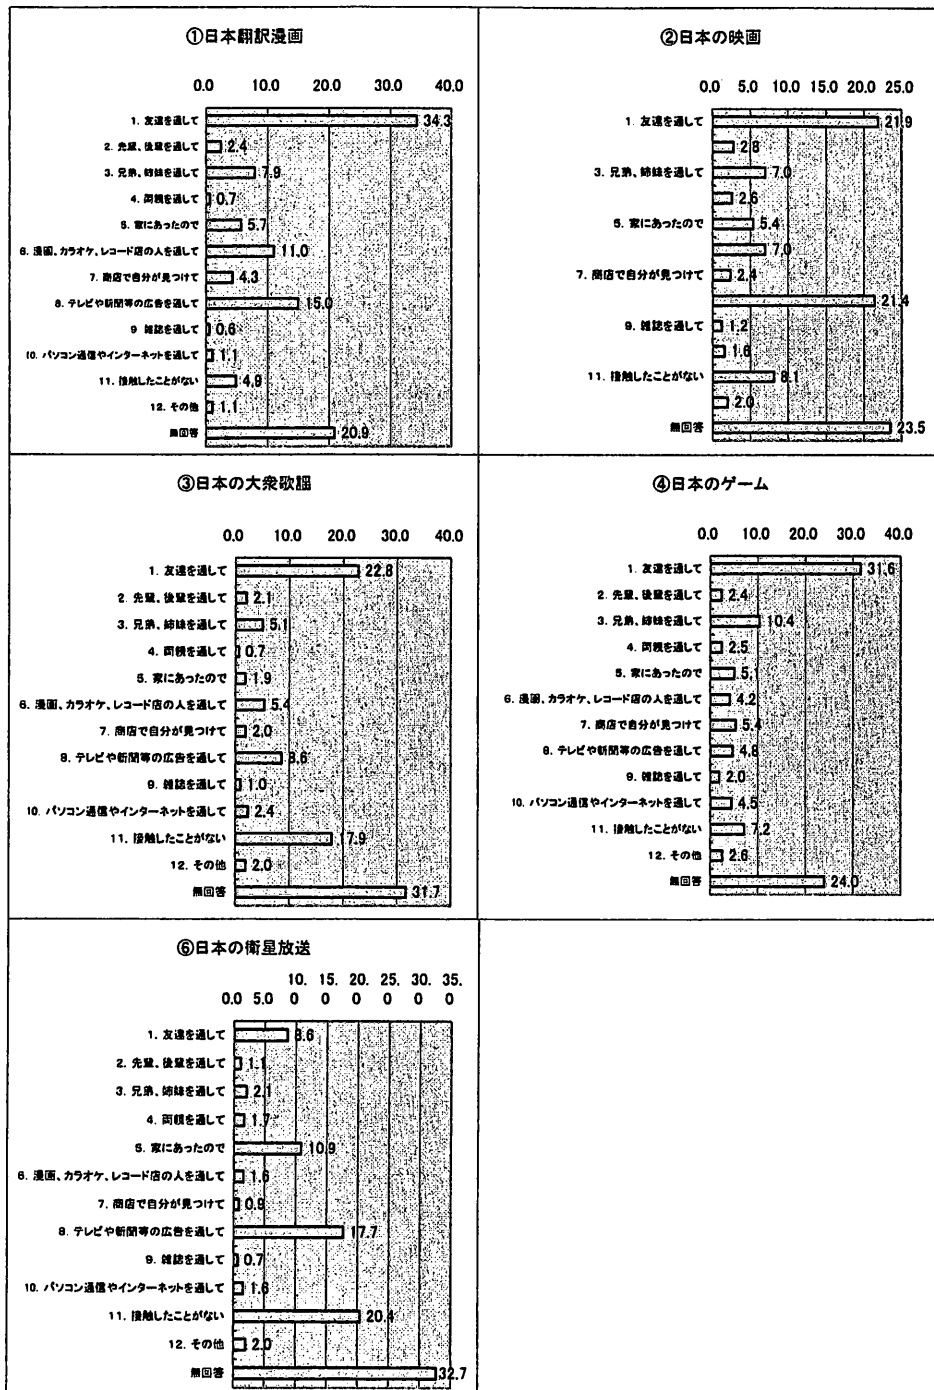 ①日本翻訳漫画
0.0 10.0 20.0 30.0 40.0
1. 友達を通して 34.3
2. 先輩、後輩を通して 2.4
3. 兄弟、姉妹を通して 7.9
4. 両親を通して 0.7
5. 家にあったので 5.7
6. 漫画、カラオケ、レコード店の人を通して 11.0
7. 商店で自分が見つけて 4.3
8. テレビや新聞等の広告を通して 15.0
9 雑誌を通して 0.6
10. パソコン通信やインターネットを通して 1.1
11. 接触したことがない 4.9
12. その他 1.1
無回答 20.9
②日本の映画
0.0 5.0 10.0 15.0 20.0 25.0
1. 友達を通して 21.9
2.8
3. 兄弟、姉妹を通して 7.0
2.6
5. 家にあったので 5.4
7.0
7. 商店で自分が見つけて 2.4
21.4
9. 雑誌を通して 1.2
1.6
11. 接触したことがない 8.1
2.0
無回答 23.5
③日本の大衆歌謡
0.0 10.0 20.0 30.0 40.0
1. 友達を通して 22.8
2. 先輩、後輩を通して 2.1
3. 兄弟、姉妹を通して 5.1
4. 両親を通して 0.7
5. 家にあったので 1.9
6. 漫画、カラオケ、レコード店の人を通して 5.4
7. 商店で自分が見つけて 2.0
8. テレビや新聞等の広告を通して 8.6
9. 雑誌を通して 1.0
10. パソコン通信やインターネットを通して 2.4
11. 接触したことがない 17.9
12. その他 2.0
無回答 31.7
④日本のゲーム
0.0 10.0 20.0 30.0 40.0
1. 友達を通して 31.6
2. 先輩、後輩を通して 2.4
3. 兄弟、姉妹を通して 10.4
4. 両親を通して 2.5
5. 家にあったので 5.1
6. 漫画、カラオケ、レコード店の人を通して 4.2
7. 商店で自分が見つけて 5.4
8. テレビや新聞等の広告を通して 4.8
9. 雑誌を通して 2.0
10. パソコン通信やインターネットを通して 4.5
11. 接触したことがない 7.2
12. その他 2.6
無回答 24.0
⑥日本の衛星放送
10. 15. 20. 25. 30. 35.
0.0 5.0 0 0 0 0 0 0
1. 友達を通して 8.6
2. 先輩、後輩を通して 1.1
3. 兄弟、姉妹を通して 2.1
4. 両親を通して 1.7
5. 家にあったので 10.9
6. 漫画、カラオケ、レコード店の人を通して 1.6
7. 商店で自分が見つけて 0.9
8. テレビや新聞等の広告を通して 17.7
9. 雑誌を通して 0.7
10. パソコン通信やインターネットを通して 1.6
11. 接触したことがない 20.4
12. その他 2.0
無回答 32.7